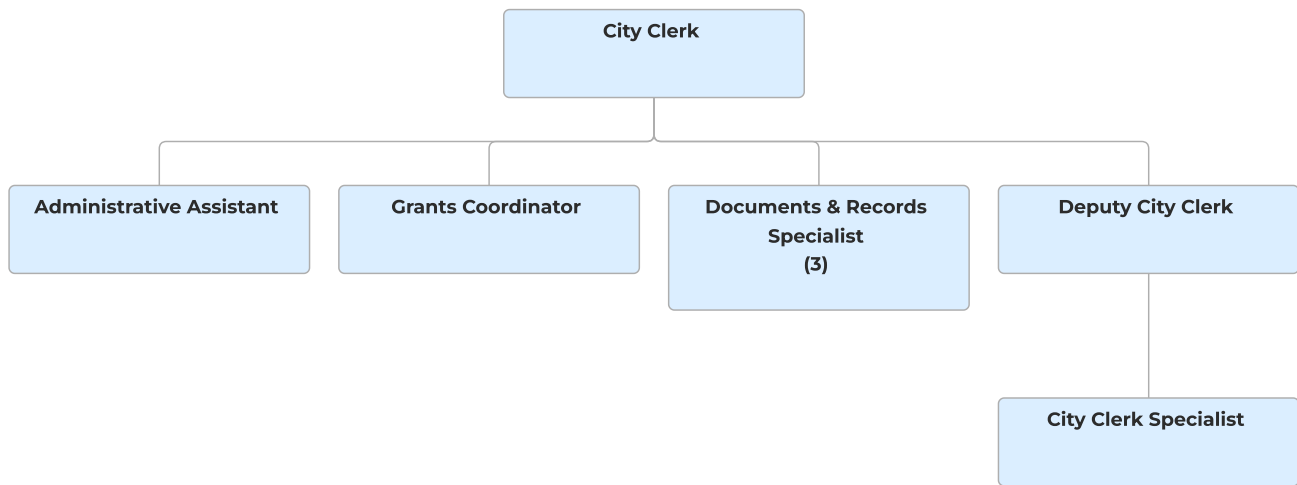 City Clerk
Administrative Assistant
Grants Coordinator
Documents & Records
Specialist
(3)
Deputy City Clerk
City Clerk Specialist